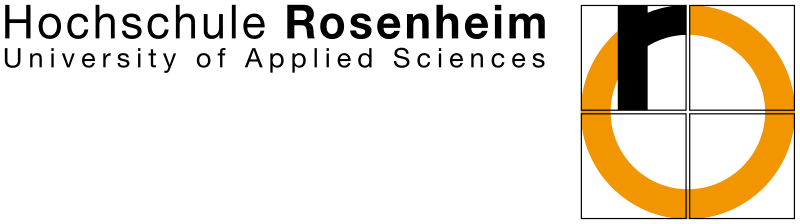 Hochschule Rosenheim
University of Applied Sciences
r